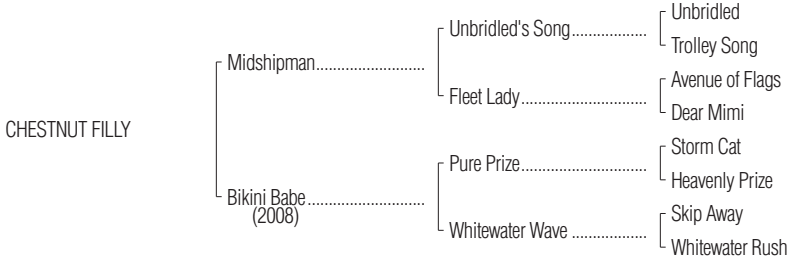 Unbridled
Unbridled's Song
Trolley Song
Midshipman
Avenue of Flags
Fleet Lady
Dear Mimi
CHESTNUT FILLY
Storm Cat
Pure Prize
Heavenly Prize
Bikini Babe
(2008)
Skip Away
Whitewater Wave
Whitewater Rush